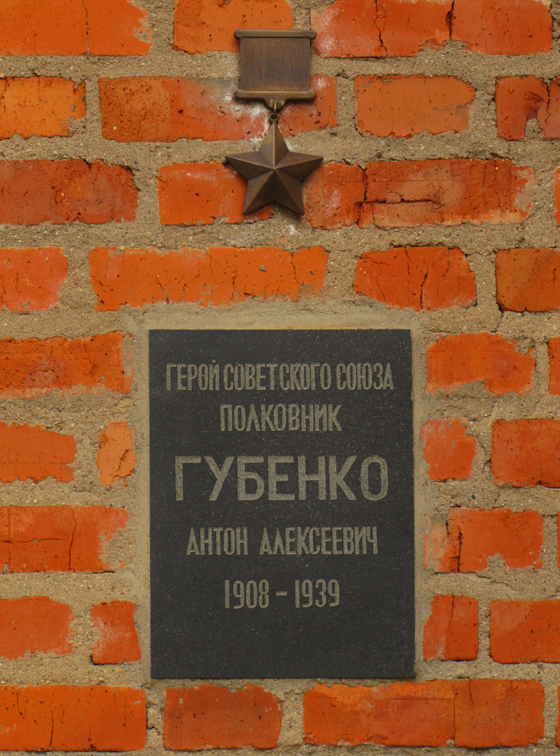 ГЕРОЙ СОВЕТСКОГО СОЮЗА
ПОЛКОВНИК
ГУБЕНКО
АНТОН АЛЕКСЕЕВИЧ
1908 - 1939